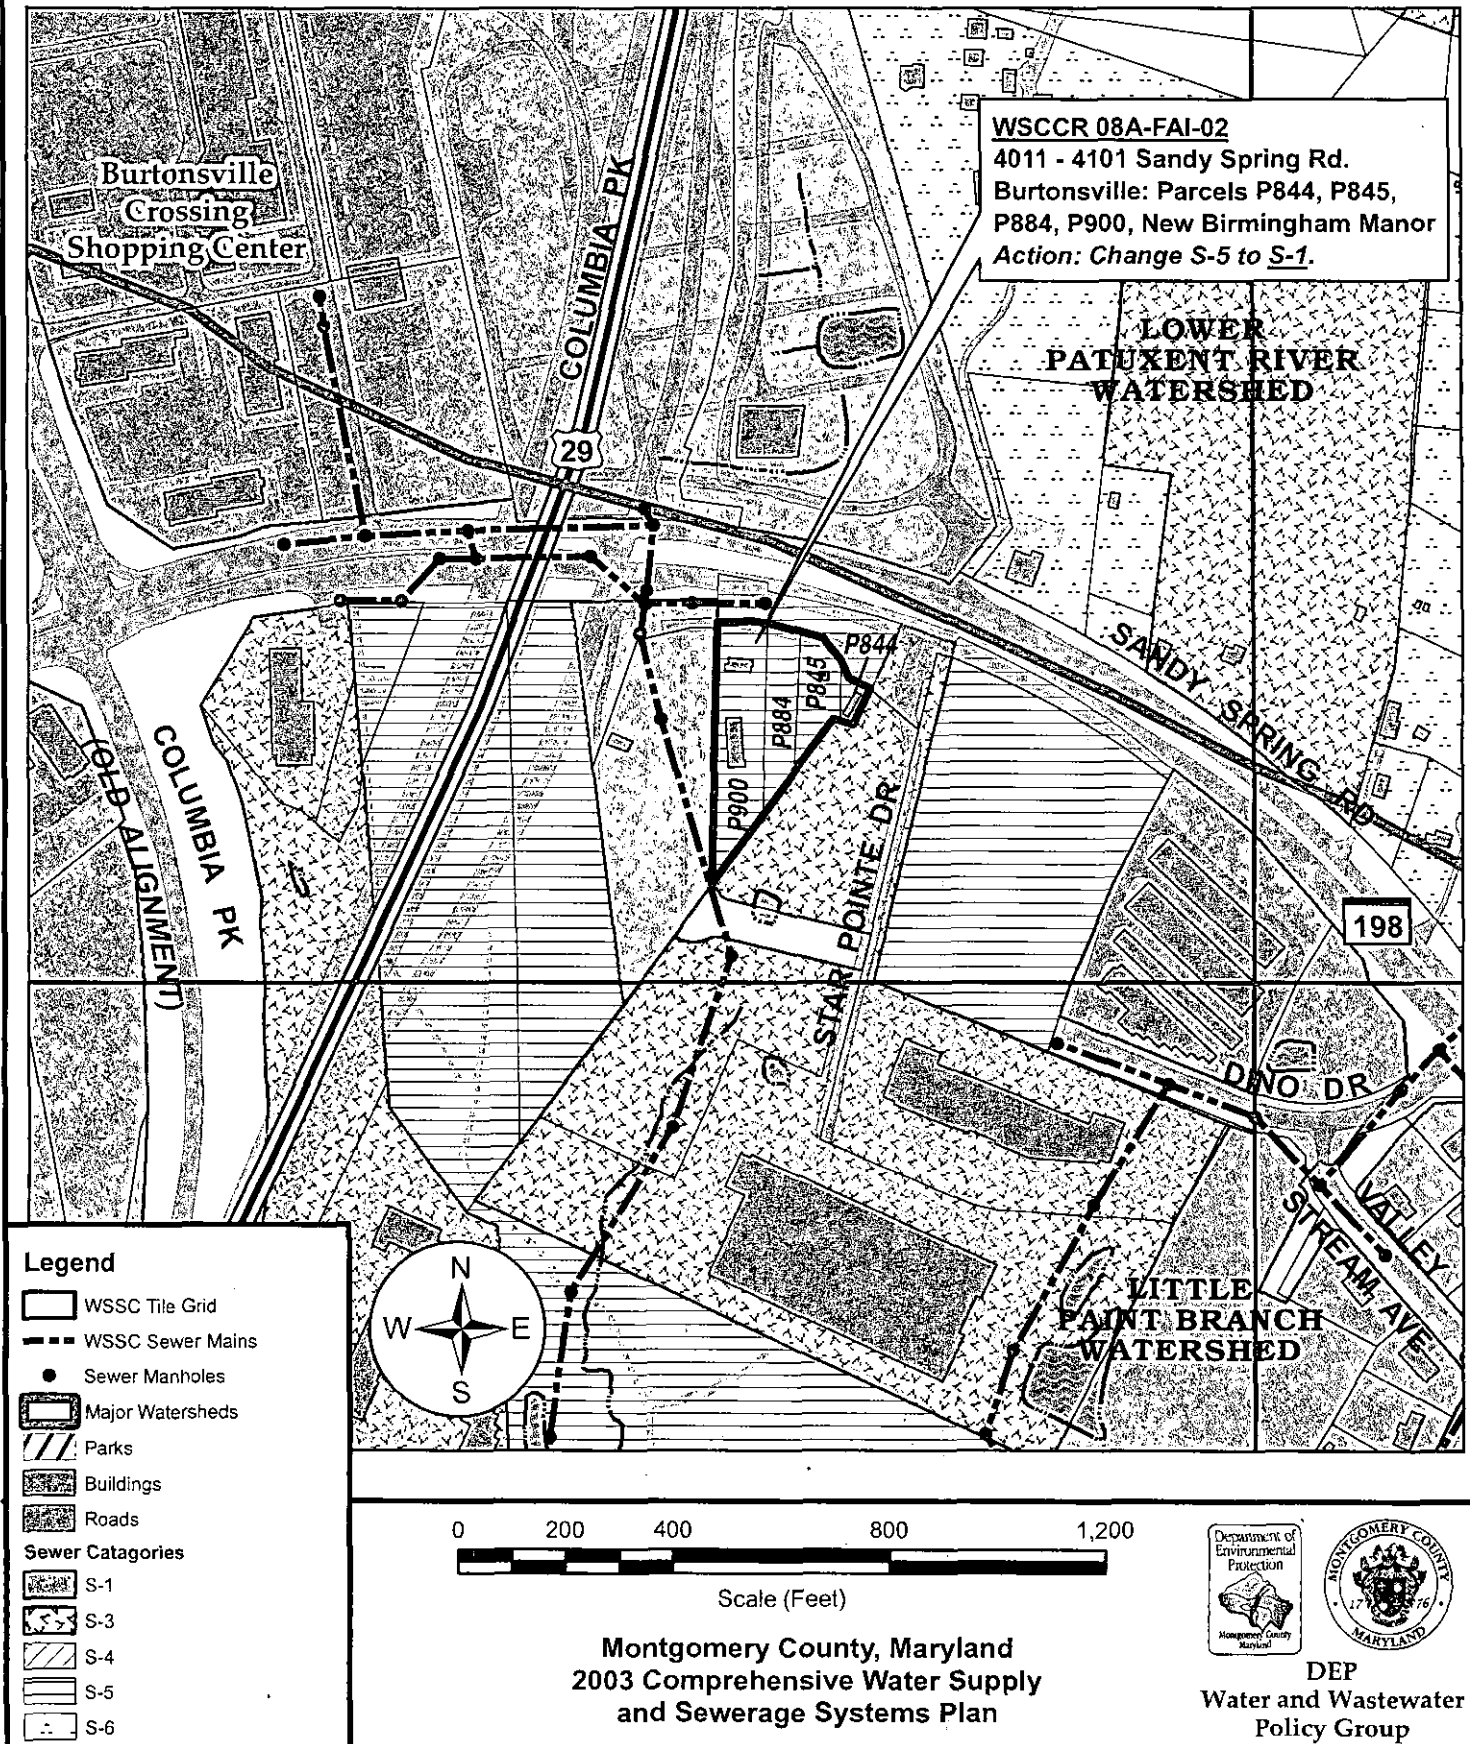 WSCCR 08A-FAI-02
4011 - 4101 Sandy Spring Rd.
Burtonsville: Parcels P844, P845,
P884, P900, New Birmingham Manor
Action: Change S-5 to S-1.
Burtonsville
Crossing
Shopping Center
COLUMBIA PK
29
LOWER
PATUXENT RIVER
WATERSHED
SANDY SPRING RD
P844
P845
P884
P900
COLUMBIA PK
(OLD ALIGNMENT)
STAR POINTE DR
198
DINO DR
VALLEY
STREAM AVE
LITTLE
PAINT BRANCH
WATERSHED
N
W
E
S
Legend
WSSC Tile Grid
WSSC Sewer Mains
Sewer Manholes
Major Watersheds
Parks
Buildings
Roads
Sewer Catagories
S-1
S-3
S-4
S-5
S-6
0 200 400 800 1,200
Scale (Feet)
Montgomery County, Maryland
2003 Comprehensive Water Supply
and Sewerage Systems Plan
Department of
Environmental
Protection
Montgomery County
Maryland
MONTGOMERY COUNTY
17 76
MARYLAND
DEP
Water and Wastewater
Policy Group